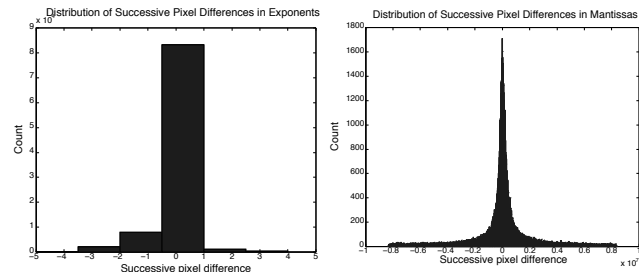 Distribution of Successive Pixel Differences in Exponents
9 x 10
8
7
6
5
4
3
2
1
0
Count
−5 −4 −3 −2 −1 0 1 2 3 4 5
Successive pixel difference
Distribution of Successive Pixel Differences in Mantissas
1800
1600
1400
1200
1000
800
600
400
200
0
Count
−1 −0.8 −0.6 −0.4 −0.2 0 0.2 0.4 0.6 0.8 1
Successive pixel difference
x 10